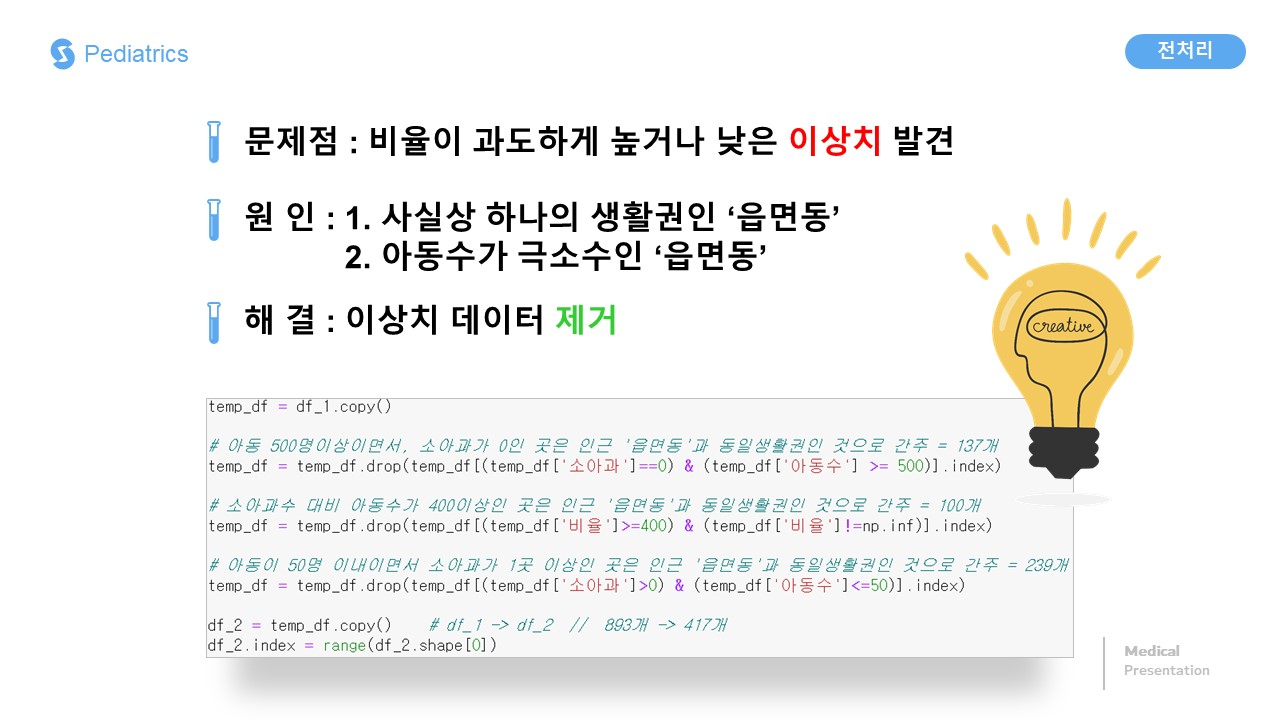 Pediatrics
전처리
문제점 : 비율이 과도하게 높거나 낮은 이상치 발견
원 인 : 1. 사실상 하나의 생활권인 ‘읍면동’
2. 아동수가 극소수인 ‘읍면동’
해 결 : 이상치 데이터 제거
creative
temp_df = df_1.copy()
# 아동 500명이상이면서, 소아과가 0인 곳은 인근 '읍면동'과 동일생활권인 것으로 간주 = 137개
temp_df = temp_df.drop(temp_df[(temp_df['소아과']==0) & (temp_df['아동수'] >= 500)].index)
# 소아과수 대비 아동수가 400이상인 곳은 인근 '읍면동'과 동일생활권인 것으로 간주 = 100개
temp_df = temp_df.drop(temp_df[(temp_df['비율']>=400) & (temp_df['비율']!=np.inf)].index)
# 아동이 50명 이내이면서 소아과가 1곳 이상인 곳은 인근 '읍면동'과 동일생활권인 것으로 간주 = 239개
temp_df = temp_df.drop(temp_df[(temp_df['소아과']>0) & (temp_df['아동수']<=50)].index)
df_2 = temp_df.copy() # df_1 -> df_2 // 893개 -> 417개
df_2.index = range(df_2.shape[0])
Medical
Presentation